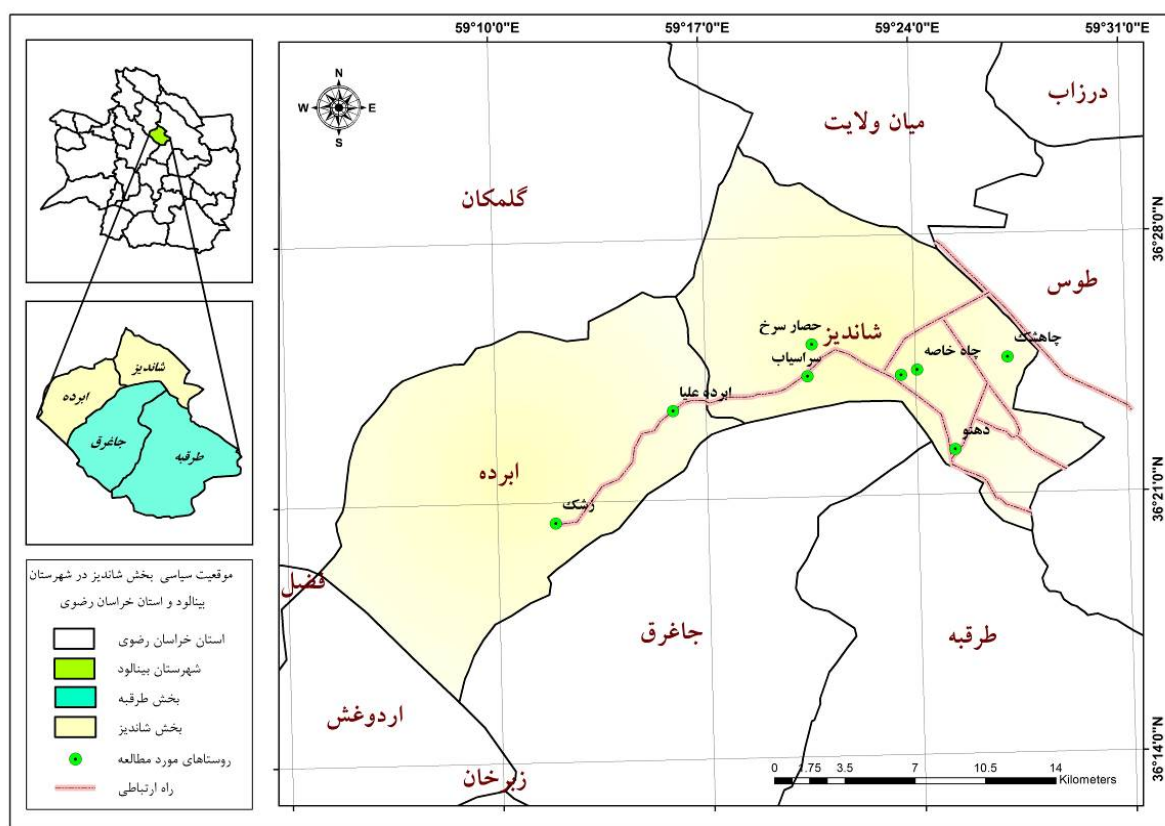 59°10'0"E
59°17'0"E
59°24'0"E
59°31'0"E
N
W
E
S
درزاب
میان ولایت
گلمکان
36°28'0"N
طوس
شاندیز
حصار سرخ
سراسیاب
چاه خاصه
چاهشک
ابرده علیا
دهنو
ابرده
زشک
36°21'0"N
فضل
جاغرق
طرقبه
اردوغش
زبرخان
36°14'0"N
0 1.75 3.5 7 10.5 14
Kilometers
شاندیز
ابرده
جاغرق
طرقبه
موقعیت سیاسی بخش شاندیز در شهرستان
بینالود و استان خراسان رضوی
استان خراسان رضوی
شهرستان بینالود
بخش طرقبه
بخش شاندیز
روستاهای مورد مطالعه
راه ارتباطی